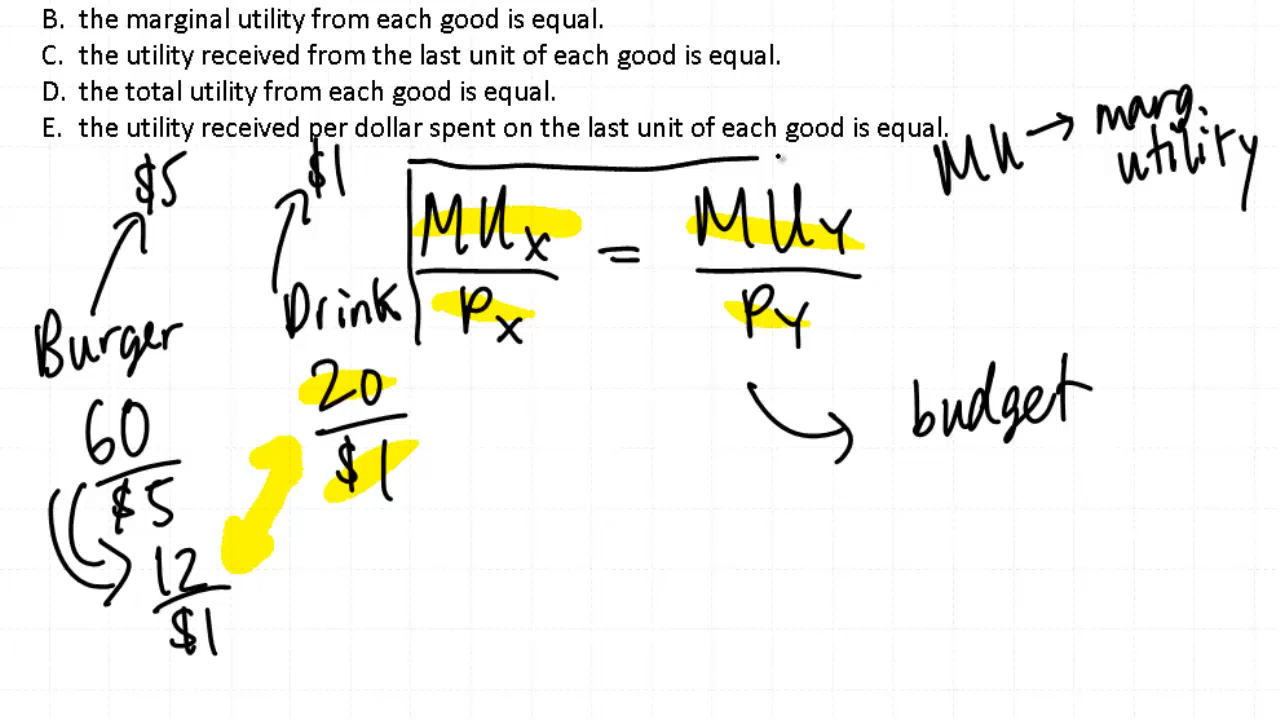 B. the marginal utility from each good is equal.
C. the utility received from the last unit of each good is equal.
D. the total utility from each good is equal.
E. the utility received per dollar spent on the last unit of each good is equal.
MU → marg.
utility
$5
$1
MUx
=
MUY
Px
PY
Burger
Drink
60
$5
20
$1
12
$1
budget